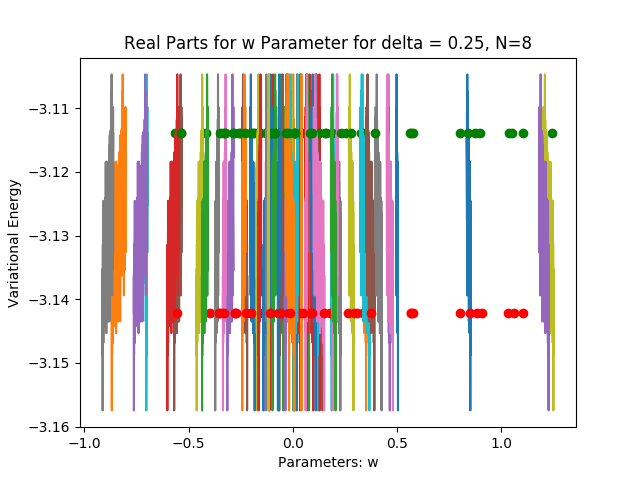 Real Parts for w Parameter for delta = 0.25, N=8
Variational Energy
−3.11
−3.12
−3.13
−3.14
−3.15
−3.16
−1.0 −0.5 0.0 0.5 1.0
Parameters: w